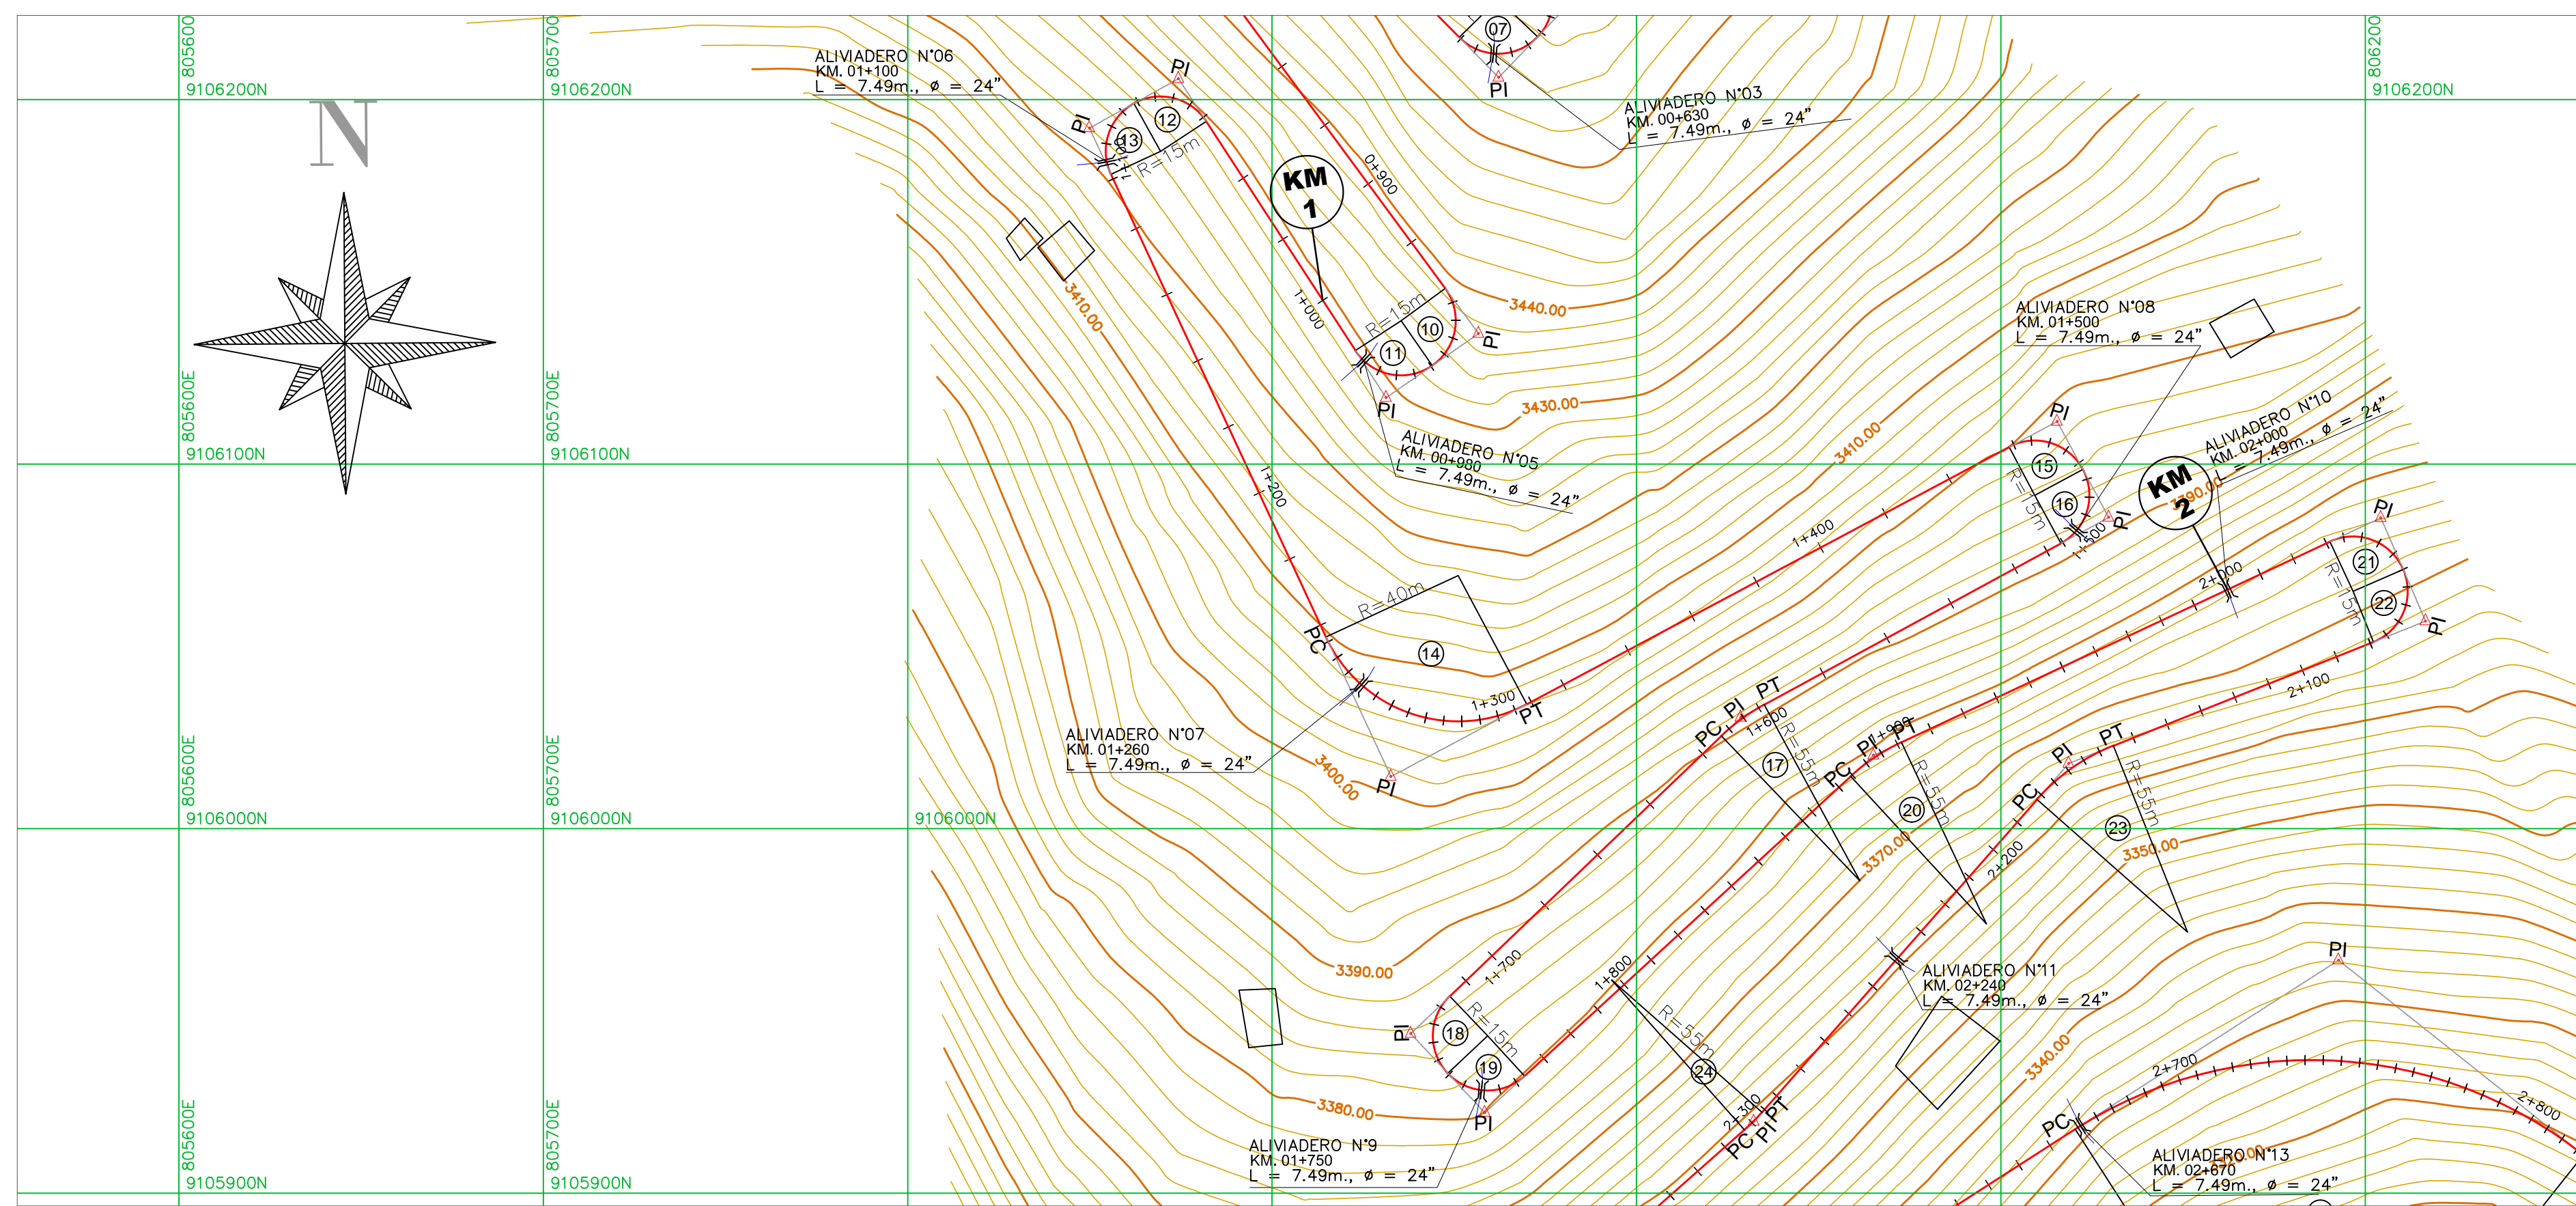 805600
805700
806200
9106200N
9106200N
9106200N
N
ALIVIADERO N°06
KM. 01+100
L = 7.49m., ø = 24"
PI
PI
12
13
R=15m
07
PI
ALIVIADERO N°03
KM. 00+630
L = 7.49m., ø = 24"
KM
1
0+900
1+000
3410.00
3440.00
R=15m
10
11
PI
PI
3430.00
ALIVIADERO N°05
KM. 00+980
L = 7.49m., ø = 24"
ALIVIADERO N°08
KM. 01+500
L = 7.49m., ø = 24"
805600E
805700E
9106100N
9106100N
1+200
3410.00
PI
15
16
R=15m
PI
1+500
1+400
ALIVIADERO N°10
KM. 02+000
L = 7.49m., ø = 24"
KM
2
3390.00
PI
21
22
R=15m
PI
2+000
2+100
R=40m
PC
14
1+300
PT
PI
ALIVIADERO N°07
KM. 01+260
L = 7.49m., ø = 24"
3400.00
PC
PI
PT
1+600
17
R=55m
PC
PI
1+900
PT
20
R=55m
PC
PI
PT
23
R=55m
805600E
805700E
9106000N
9106000N
9106000N
3370.00
2+200
3350.00
3390.00
1+700
1+800
PI
18
R=15m
19
PI
3380.00
ALIVIADERO N°9
KM. 01+750
L = 7.49m., ø = 24"
R=55m
24
2+300
PC
PI
PT
ALIVIADERO N°11
KM. 02+240
L = 7.49m., ø = 24"
3340.00
PI
2+700
2+800
PC
ALIVIADERO N°13
KM. 02+670
L = 7.49m., ø = 24"
805600E
805700E
9105900N
9105900N